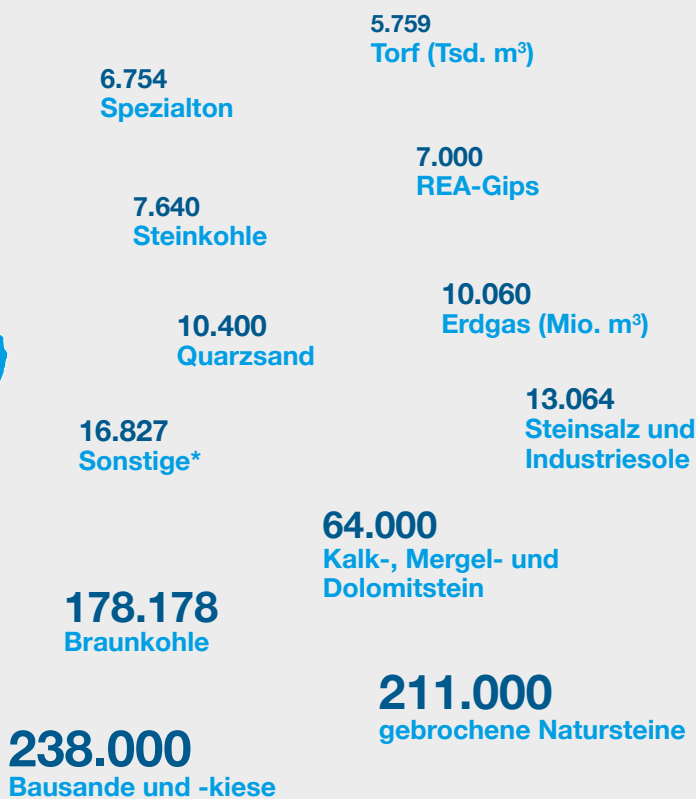 5.759
Torf (Tsd. m³)
6.754
Spezialton
7.000
REA-Gips
7.640
Steinkohle
10.060
Erdgas (Mio. m³)
10.400
Quarzsand
13.064
Steinsalz und
Industriesole
16.827
Sonstige*
64.000
Kalk-, Mergel- und
Dolomitstein
178.178
Braunkohle
211.000
gebrochene Natursteine
238.000
Bausande und -kiese